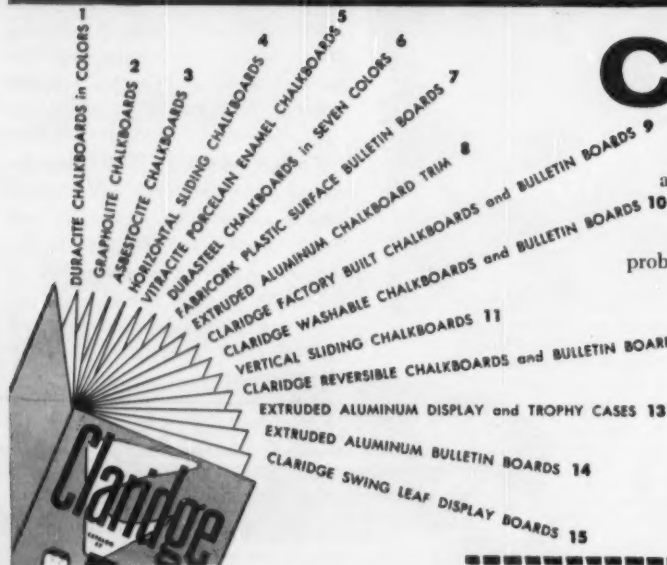 DURACITE CHALKBOARDS in COLORS 1
GRAPHOLITE CHALKBOARDS 2
ASBESTOCITE CHALKBOARDS 3
HORIZONTAL SLIDING CHALKBOARDS 4
VITRACITE PORCELAIN ENAMEL CHALKBOARDS 5
DURASTEEL CHALKBOARDS in SEVEN COLORS 6
FABRICORK PLASTIC SURFACE BULLETIN BOARDS 7
EXTRUDED ALUMINUM CHALKBOARD TRIM 8
CLARIDGE FACTORY BUILT CHALKBOARDS and BULLETIN BOARDS 9
CLARIDGE WASHABLE CHALKBOARDS and BULLETIN BOARDS 10
VERTICAL SLIDING CHALKBOARDS 11
CLARIDGE REVERSIBLE CHALKBOARDS and BULLETIN BOARD
EXTRUDED ALUMINUM DISPLAY and TROPHY CASES 13
EXTRUDED ALUMINUM BULLETIN BOARDS 14
CLARIDGE SWING LEAF DISPLAY BOARDS 15
C
a
prob
Claridge